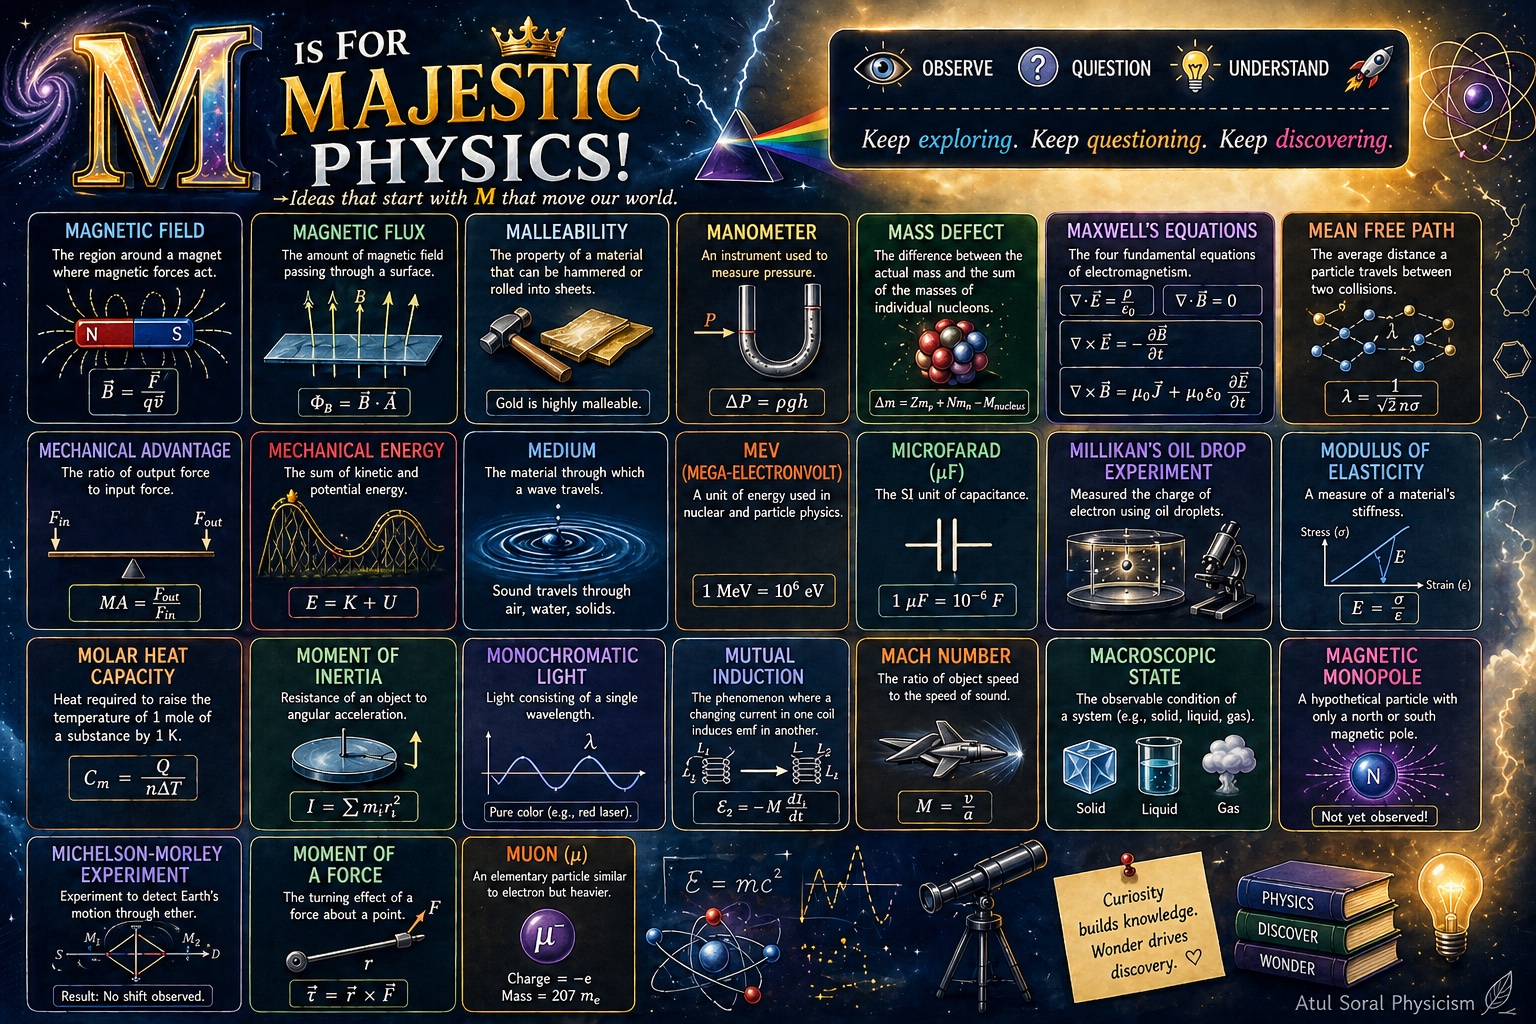 M IS FOR
MAJESTIC
PHYSICS!
→Ideas that start with M that move our world.
OBSERVE ? QUESTION UNDERSTAND
Keep exploring. Keep questioning. Keep discovering.
MAGNETIC FIELD
The region around a magnet
where magnetic forces act.
N S
B⃗ = F⃗ / qv⃗
MAGNETIC FLUX
The amount of magnetic field
passing through a surface.
B
Φ_B = B⃗ · A⃗
MALLEABILITY
The property of a material
that can be hammered or
rolled into sheets.
Gold is highly malleable.
MANOMETER
An instrument used to
measure pressure.
P
ΔP = ρgh
MASS DEFECT
The difference between the
actual mass and the sum
of the masses of
individual nucleons.
Δm = Zm_p + Nm_n − M_nucleus
MAXWELL'S EQUATIONS
The four fundamental equations
of electromagnetism.
∇·E⃗ = ρ/ε₀ ∇·B⃗ = 0
∇ × E⃗ = − ∂B⃗/∂t
∇ × B⃗ = μ₀J⃗ + μ₀ε₀ ∂E⃗/∂t
MEAN FREE PATH
The average distance a
particle travels between
two collisions.
λ
λ = 1 / √2 nσ
MECHANICAL ADVANTAGE
The ratio of output force
to input force.
F_in F_out
MA = F_out / F_in
MECHANICAL ENERGY
The sum of kinetic and
potential energy.
E = K + U
MEDIUM
The material through which
a wave travels.
Sound travels through
air, water, solids.
MEV
(MEGA-ELECTRONVOLT)
A unit of energy used in
nuclear and particle physics.
1 MeV = 10⁶ eV
MICROFARAD
(μF)
The SI unit of capacitance.
1 μF = 10⁻⁶ F
MILLIKAN'S OIL DROP
EXPERIMENT
Measured the charge of
electron using oil droplets.
MODULUS OF
ELASTICITY
A measure of a material's
stiffness.
Stress (σ)
E
Strain (ε)
E = σ/ε
MOLAR HEAT
CAPACITY
Heat required to raise the
temperature of 1 mole of
a substance by 1 K.
C_m = Q / nΔT
MOMENT OF
INERTIA
Resistance of an object to
angular acceleration.
I = ∑ m_i r_i²
MONOCHROMATIC
LIGHT
Light consisting of a single
wavelength.
λ
Pure color (e.g., red laser).
MUTUAL
INDUCTION
The phenomenon where a
changing current in one coil
induces emf in another.
L₁ L L₂
ℰ₂ = −M dI₁/dt
MACH NUMBER
The ratio of object speed
to the speed of sound.
M = v/a
MACROSCOPIC
STATE
The observable condition of
a system (e.g., solid, liquid, gas).
Solid Liquid Gas
MAGNETIC
MONOPOLE
A hypothetical particle with
only a north or south
magnetic pole.
N
Not yet observed!
MICHELSON-MORLEY
EXPERIMENT
Experiment to detect Earth's
motion through ether.
M₁ M₂
S D
Result: No shift observed.
MOMENT OF
A FORCE
The turning effect of a
force about a point.
F
r
τ⃗ = r⃗ × F⃗
MUON (μ)
An elementary particle similar
to electron but heavier.
μ⁻
Charge = −e
Mass = 207 m_e
E = mc²
Curiosity
builds knowledge.
Wonder drives
discovery. ♡
PHYSICS
DISCOVER
WONDER
Atul Soral Physicism